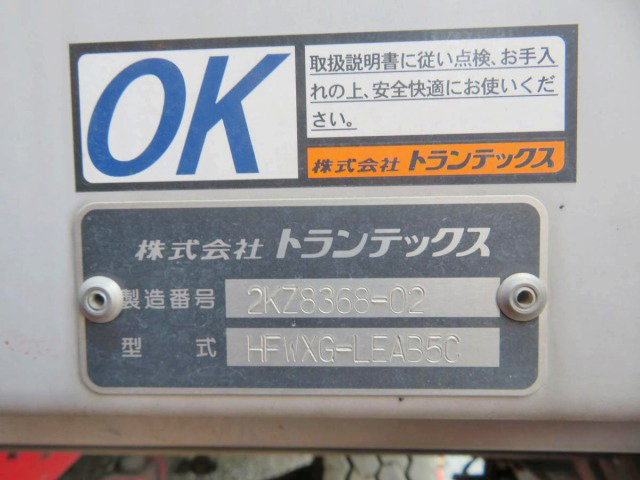 OK
取扱説明書に従い点検、お手入
れの上、安全快適にお使いくだ
さい。
株式会社 トランテックス
株式会社 トランテックス
製造番号 2KZ8368-02
型式 HFWXG-LEAB5C